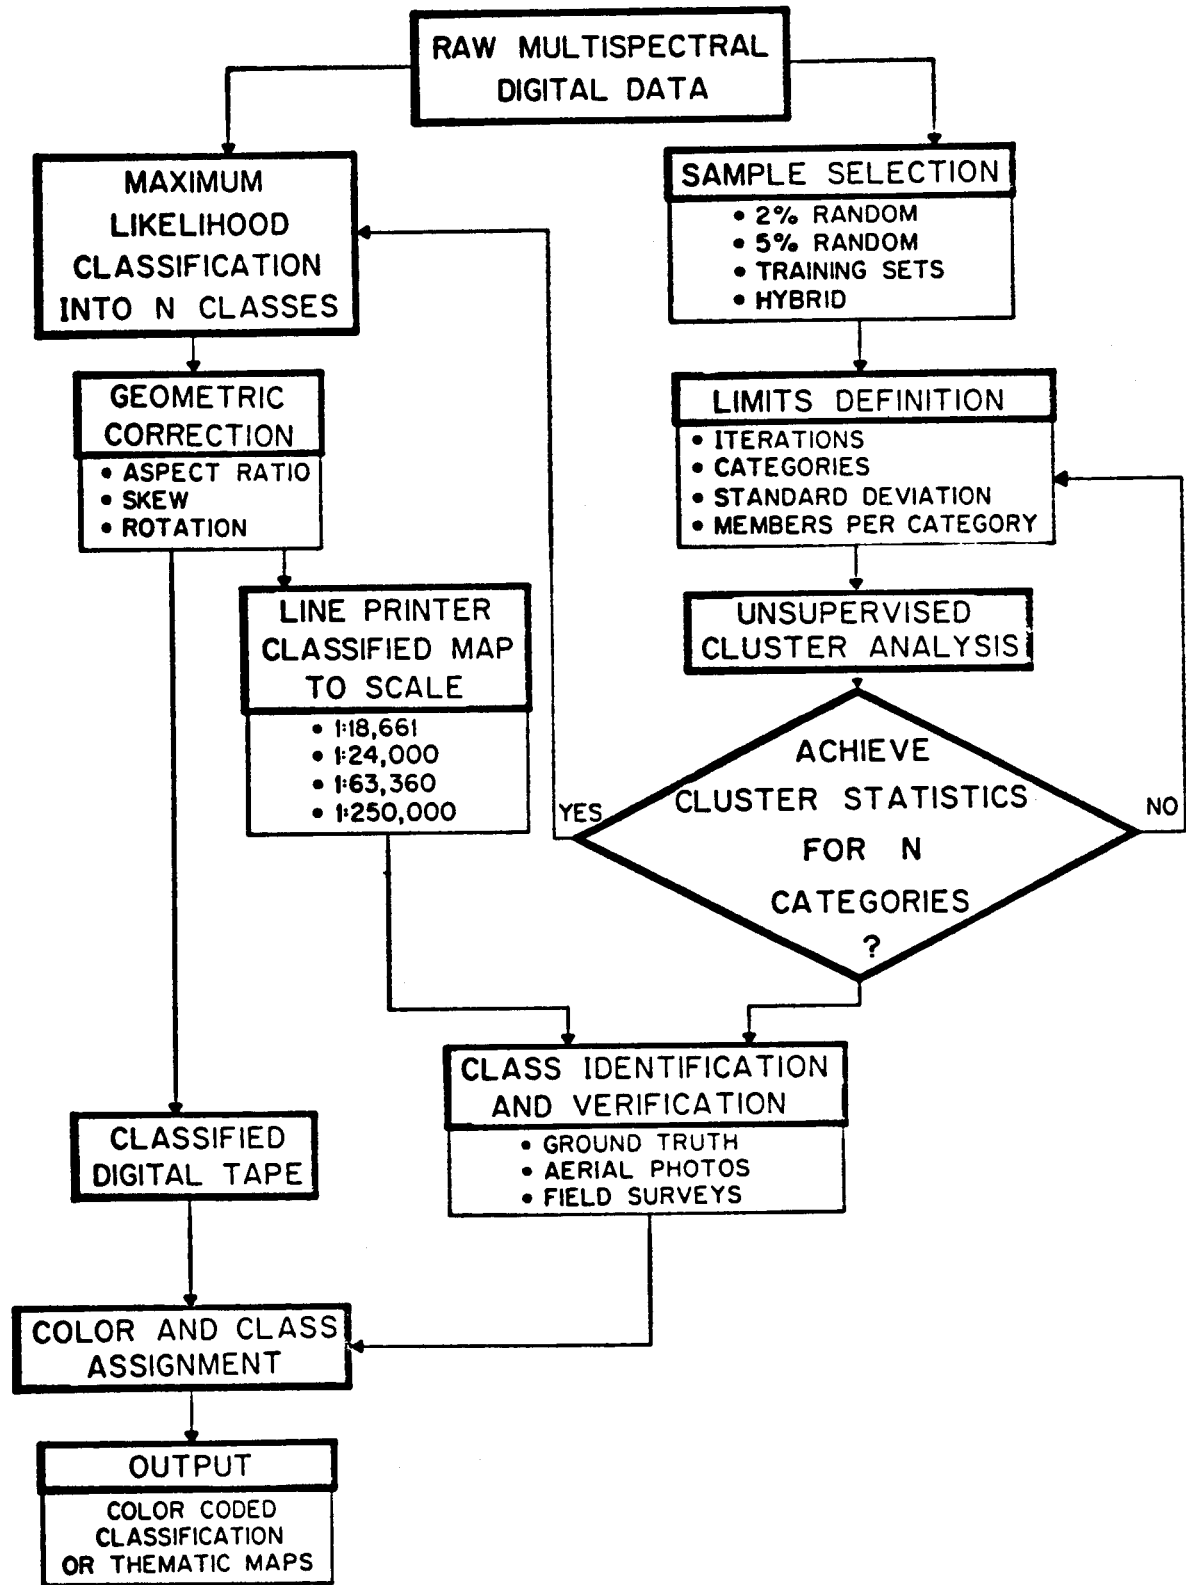 RAW MULTISPECTRAL
DIGITAL DATA
MAXIMUM
LIKELIHOOD
CLASSIFICATION
INTO N CLASSES
SAMPLE SELECTION
• 2% RANDOM
• 5% RANDOM
• TRAINING SETS
• HYBRID
GEOMETRIC
CORRECTION
• ASPECT RATIO
• SKEW
• ROTATION
LIMITS DEFINITION
• ITERATIONS
• CATEGORIES
• STANDARD DEVIATION
• MEMBERS PER CATEGORY
LINE PRINTER
CLASSIFIED MAP
TO SCALE
• 1:18,661
• 1:24,000
• 1:63,360
• 1:250,000
UNSUPERVISED
CLUSTER ANALYSIS
ACHIEVE
CLUSTER STATISTICS
FOR N
CATEGORIES
?
YES
NO
CLASS IDENTIFICATION
AND VERIFICATION
• GROUND TRUTH
• AERIAL PHOTOS
• FIELD SURVEYS
CLASSIFIED
DIGITAL TAPE
COLOR AND CLASS
ASSIGNMENT
OUTPUT
COLOR CODED
CLASSIFICATION
OR THEMATIC MAPS